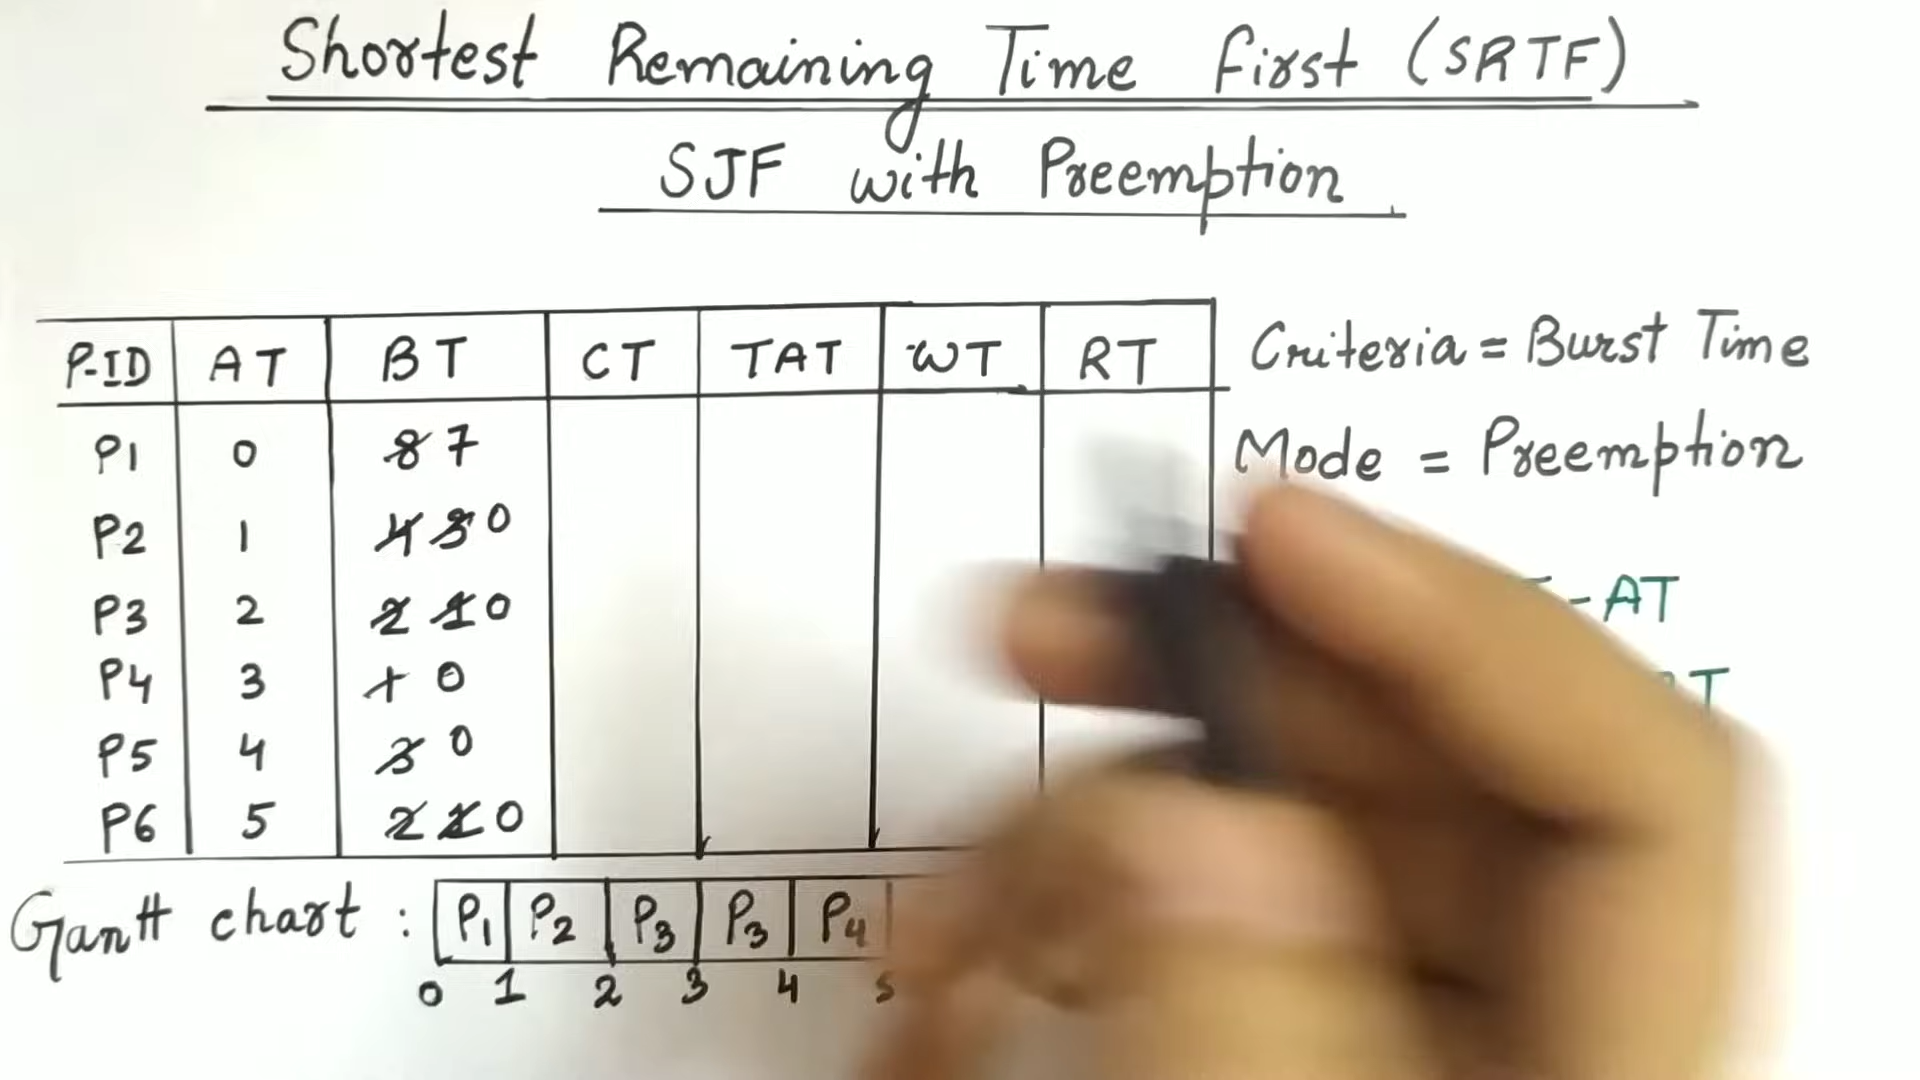 Shortest Remaining Time First (SRTF)
SJF with Preemption
P-ID AT BT CT TAT WT RT
P1 0 8 7
P2 1 4 3 0
P3 2 2 1 0
P4 3 1 0
P5 4 3 0
P6 5 2 1 0
Criteria = Burst Time
Mode = Preemption
-AT
Gantt chart : P1 P2 P3 P3 P4
0 1 2 3 4 5